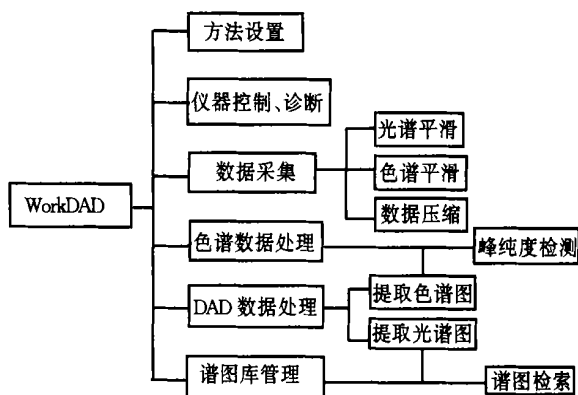 方法设置
仪器控制、诊断
光谱平滑
数据采集
色谱平滑
WorkDAD
数据压缩
色谱数据处理
峰纯度检测
DAD 数据处理
提取色谱图
提取光谱图
谱图库管理
谱图检索